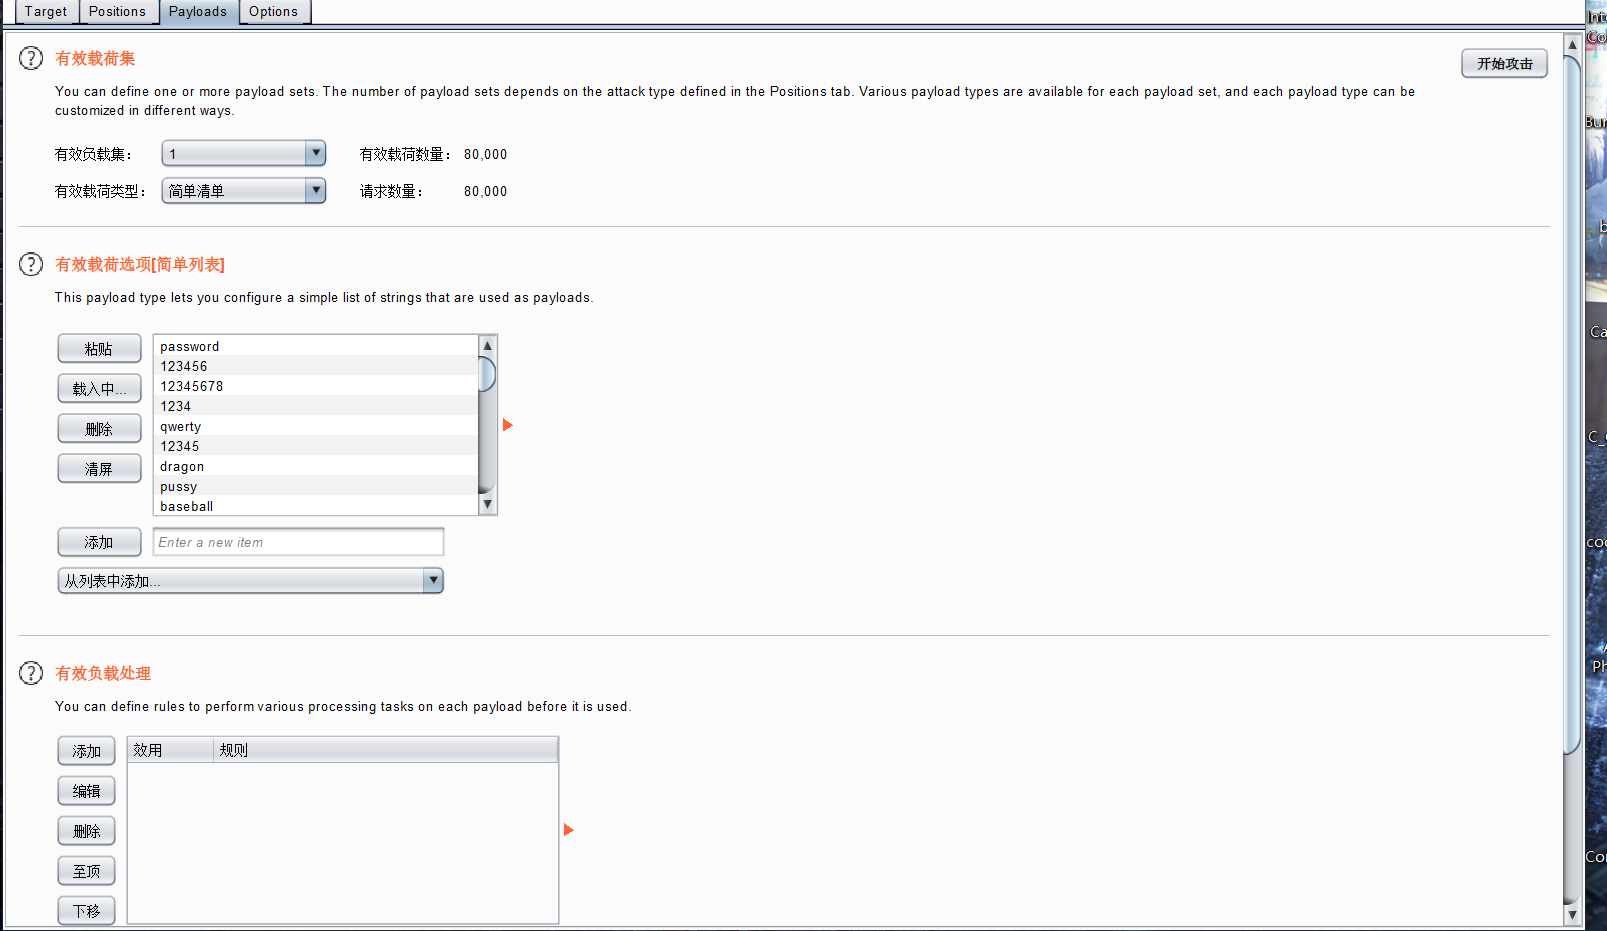 Target Positions Payloads Options
有效载荷集
开始攻击
You can define one or more payload sets. The number of payload sets depends on the attack type defined in the Positions tab. Various payload types are available for each payload set, and each payload type can be
customized in different ways.
有效负载集： 1 有效载荷数量： 80,000
有效载荷类型： 简单清单 请求数量： 80,000
有效载荷选项[简单列表]
This payload type lets you configure a simple list of strings that are used as payloads.
粘贴
载入中...
删除
清屏
password
123456
12345678
1234
qwerty
12345
dragon
pussy
baseball
添加 Enter a new item
从列表中添加...
有效负载处理
You can define rules to perform various processing tasks on each payload before it is used.
添加
编辑
删除
至顶
下移
效用 规则